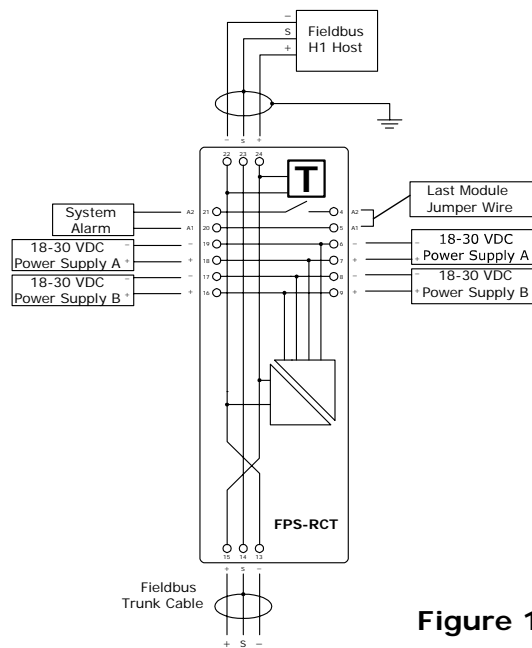 −
S
+
Fieldbus
H1 Host
− S +
22 23 24
T
System
Alarm
A2 21
A1 20
4 A2
5 A1
Last Module
Jumper Wire
18-30 VDC
Power Supply A
− 
+
− 19
+ 18
6 −
7 +
−
+
18-30 VDC
Power Supply A
18-30 VDC
Power Supply B
−
+
− 17
+ 16
8 −
9 +
−
+
18-30 VDC
Power Supply B
FPS-RCT
15 14 13
+ S −
Fieldbus
Trunk Cable
+ S −
Figure 1